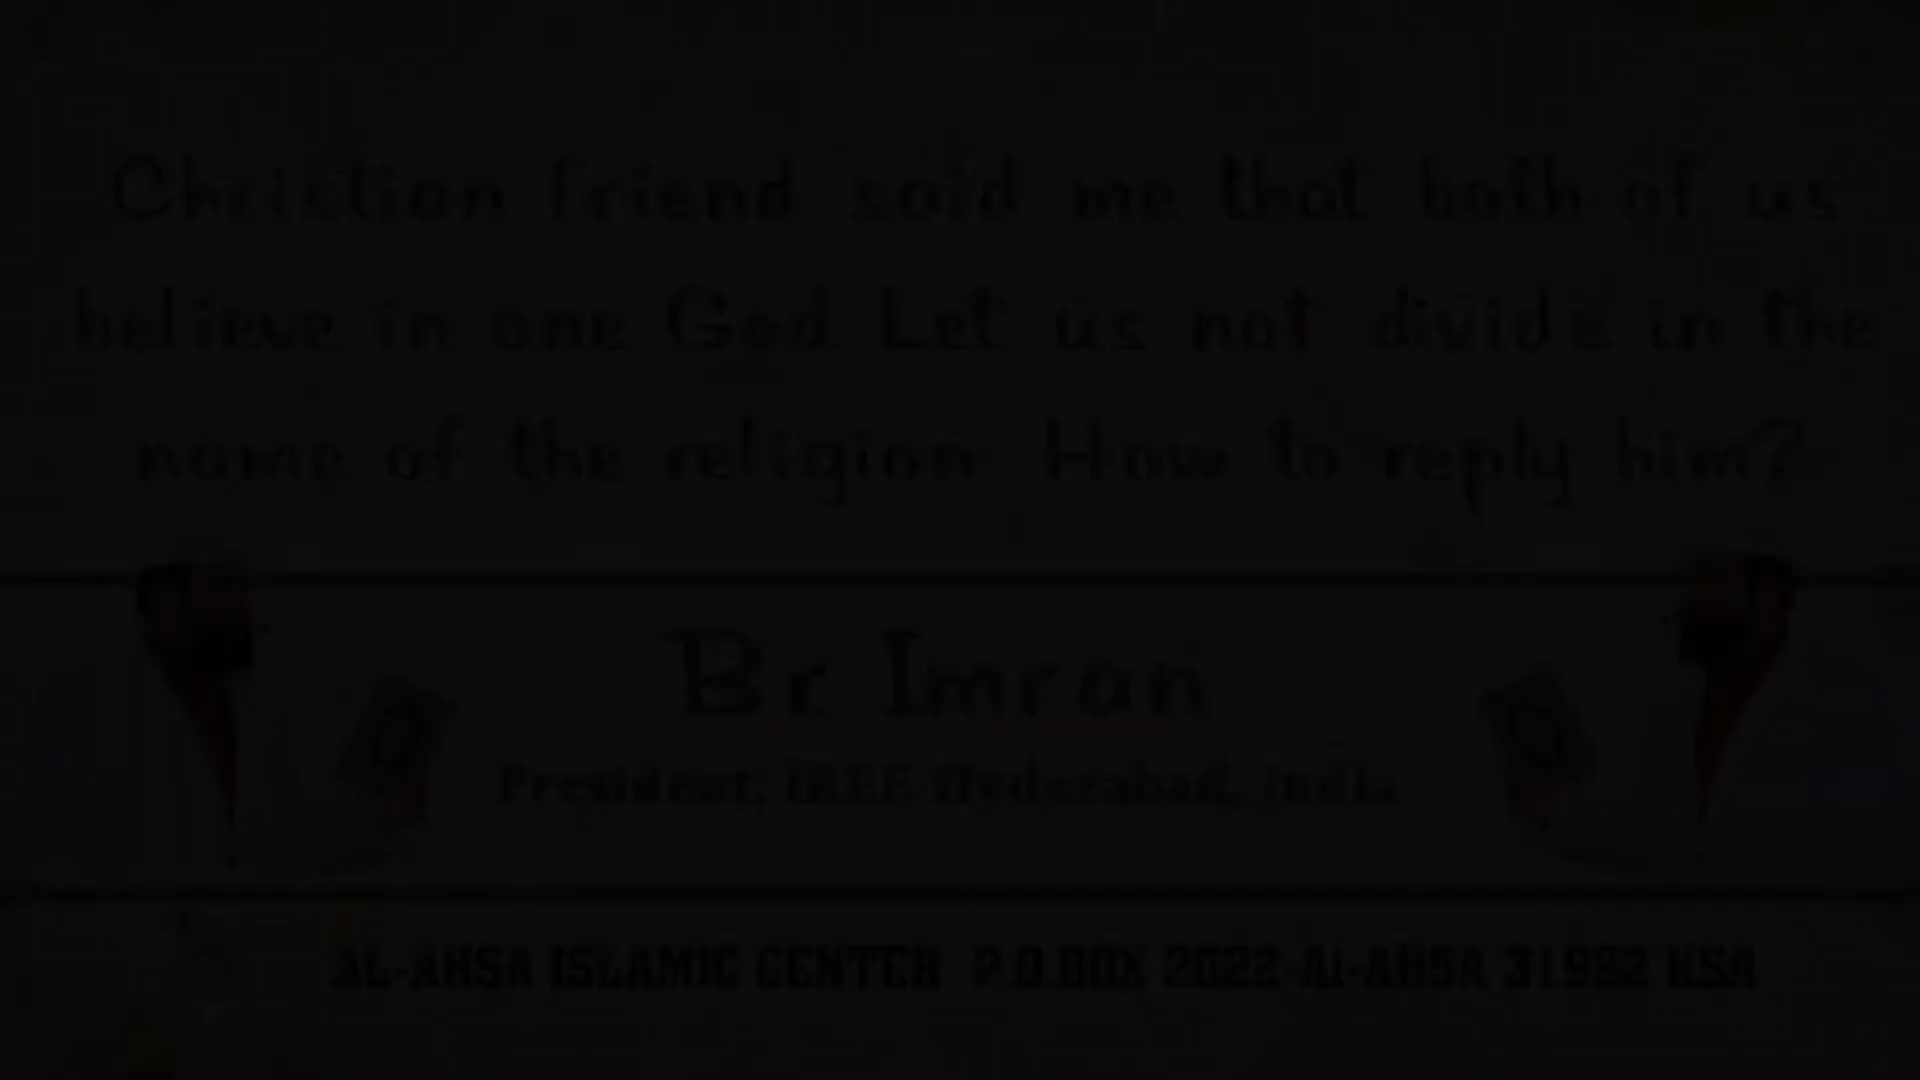 Christian friend said me that both of us
believe in one God Let us not divide in the
name of the religion How to reply him?
Br. Imran
President, IREF Hyderabad, India
AL-AHSA ISLAMIC CENTER P.O.BOX 2022-Al-AHSA 31982 KSA